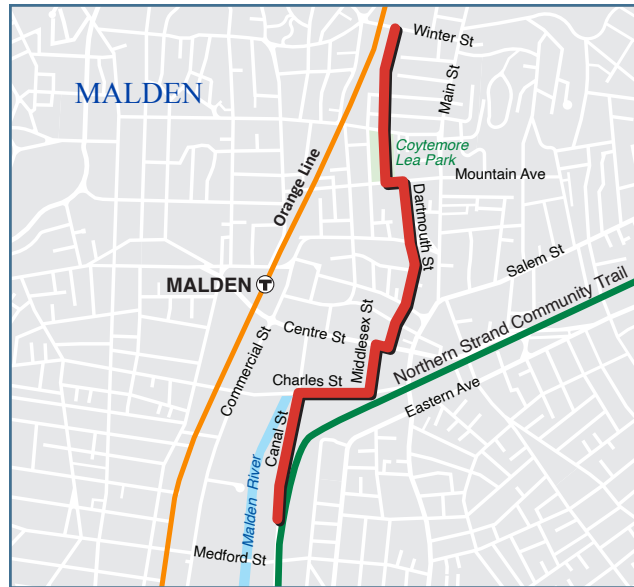 Winter St
Main St
MALDEN
Coytemore
Lea Park
Mountain Ave
Orange Line
Dartmouth St
Salem St
MALDEN T
Northern Strand Community Trail
Middlesex St
Centre St
Commercial St
Charles St
Eastern Ave
Canal St
Malden River
Medford St